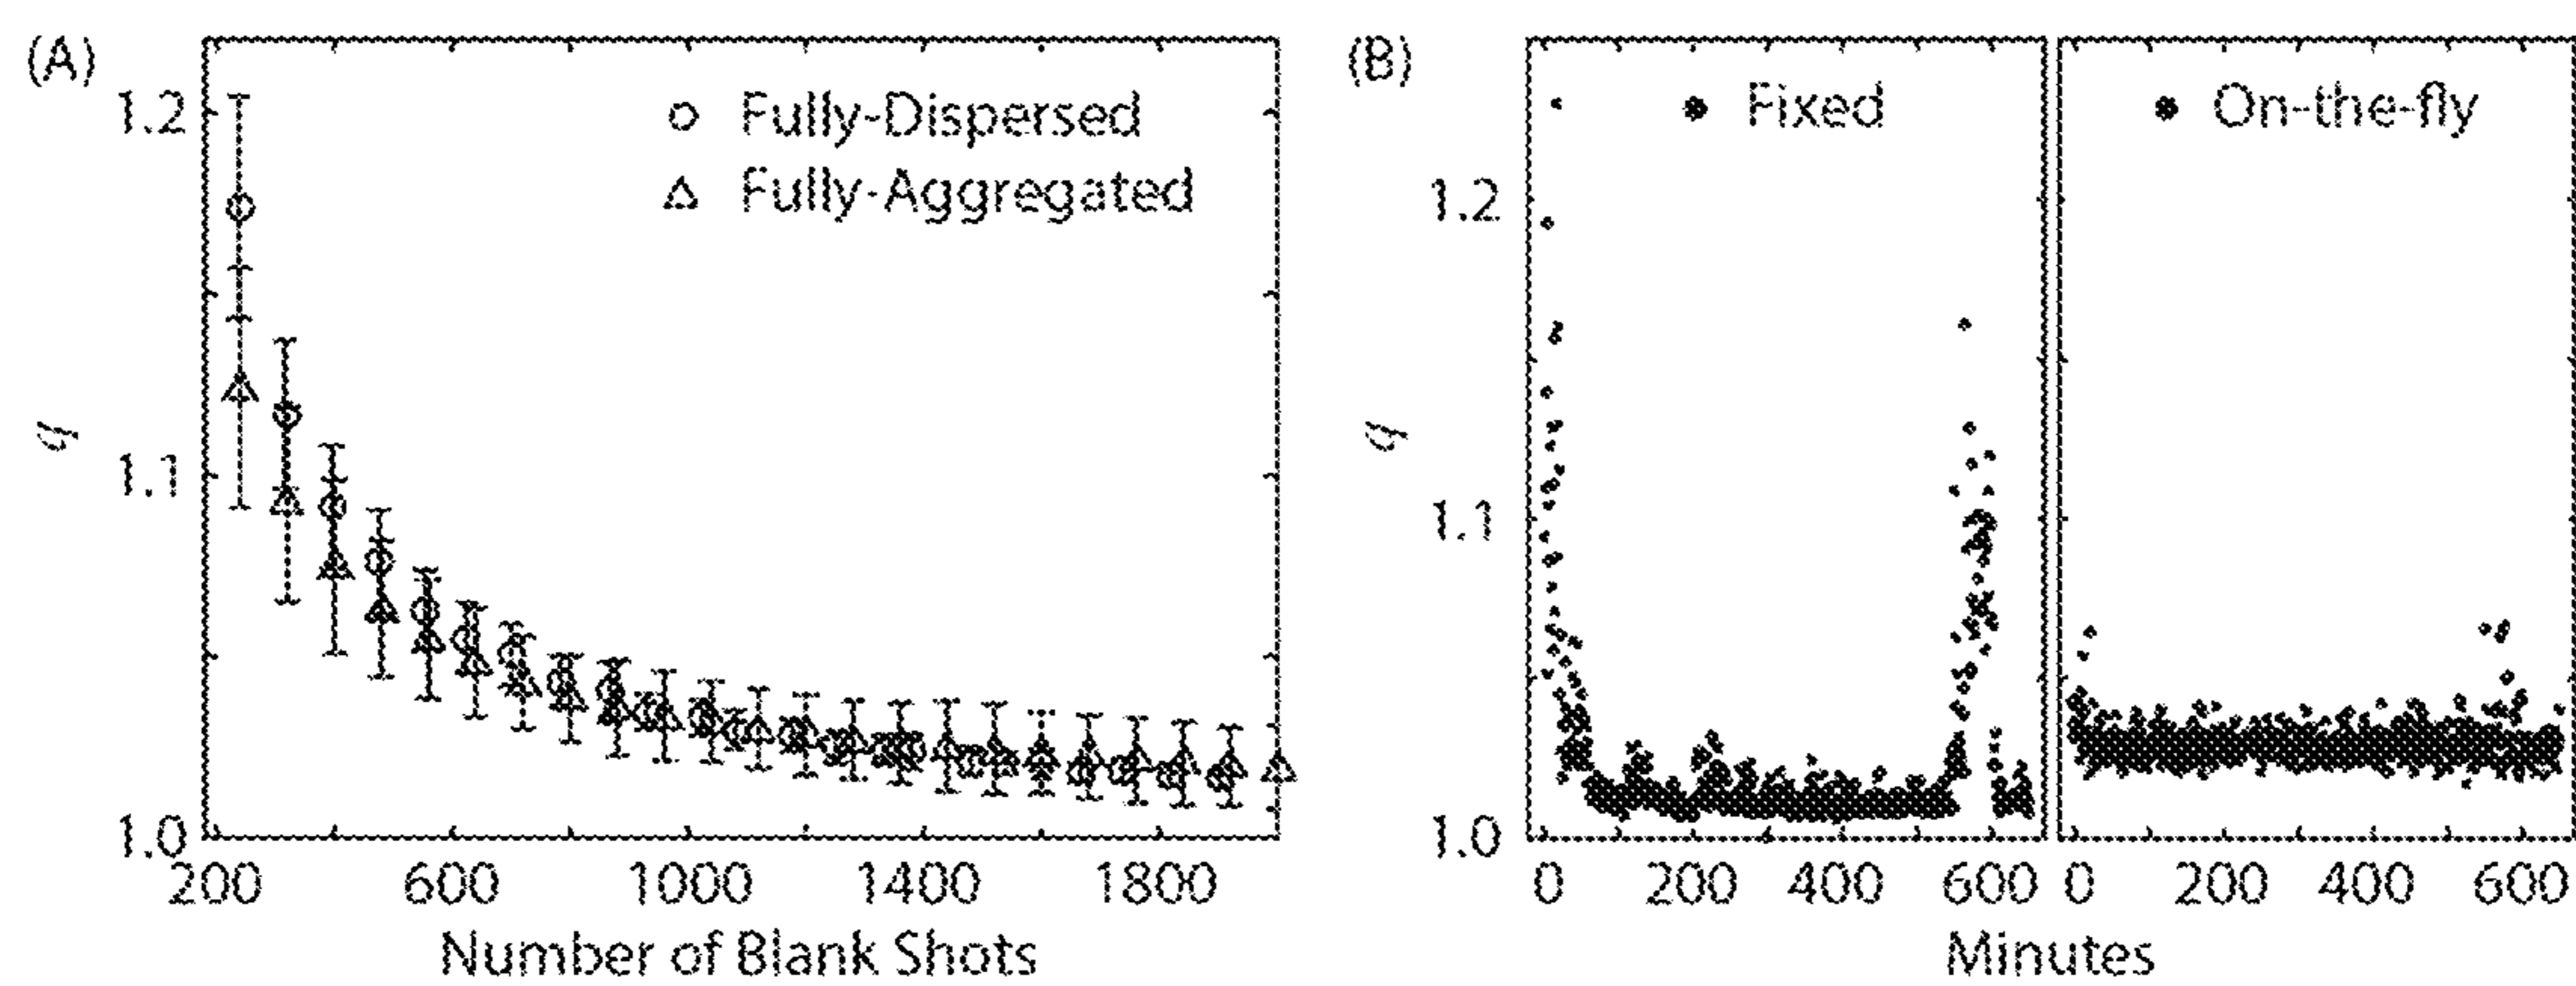 (A)
1.2
1.1
1.0
q
Fully-Dispersed
Fully-Aggregated
200 600 1000 1400 1800
Number of Blank Shots
(B)
1.2
1.1
1.0
q
Fixed
On-the-fly
0 200 400 600 0 200 400 600
Minutes